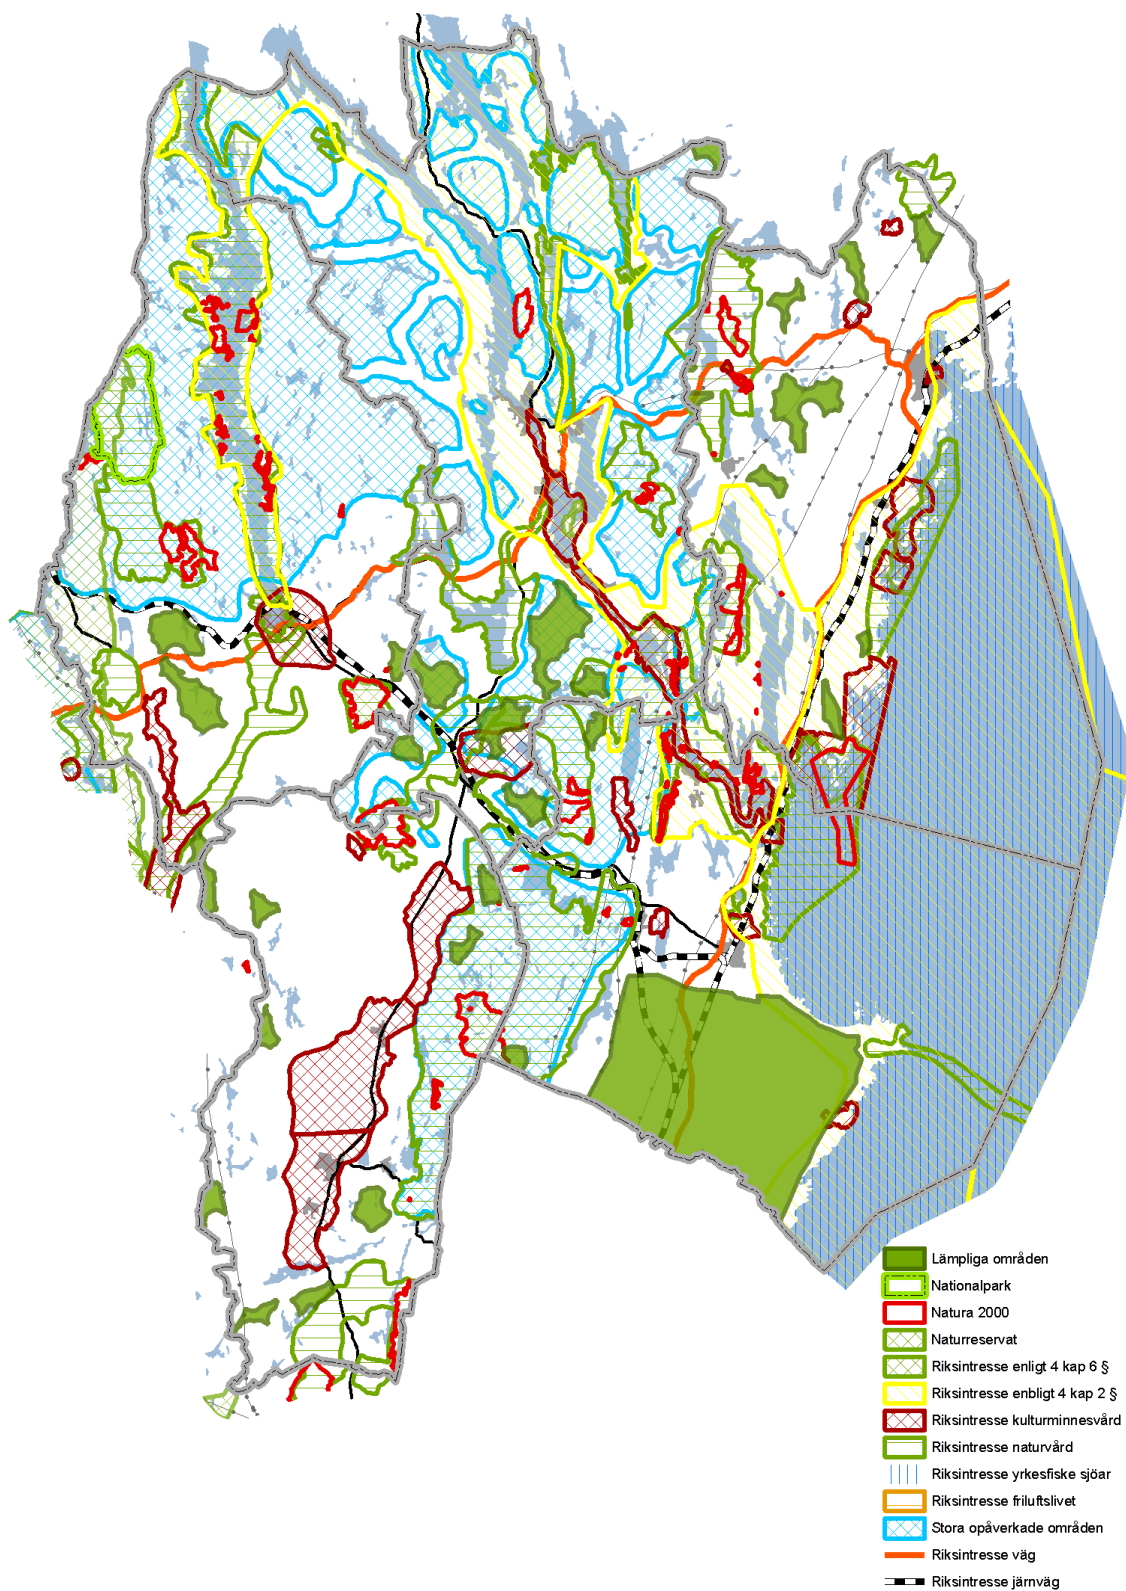 Lämpliga områden
Nationalpark
Natura 2000
Naturreservat
Riksintresse enligt 4 kap 6 §
Riksintresse enbligt 4 kap 2 §
Riksintresse kulturminnesvård
Riksintresse naturvård
Riksintresse yrkesfiske sjöar
Riksintresse friluftslivet
Stora opåverkade områden
Riksintresse väg
Riksintresse järnväg